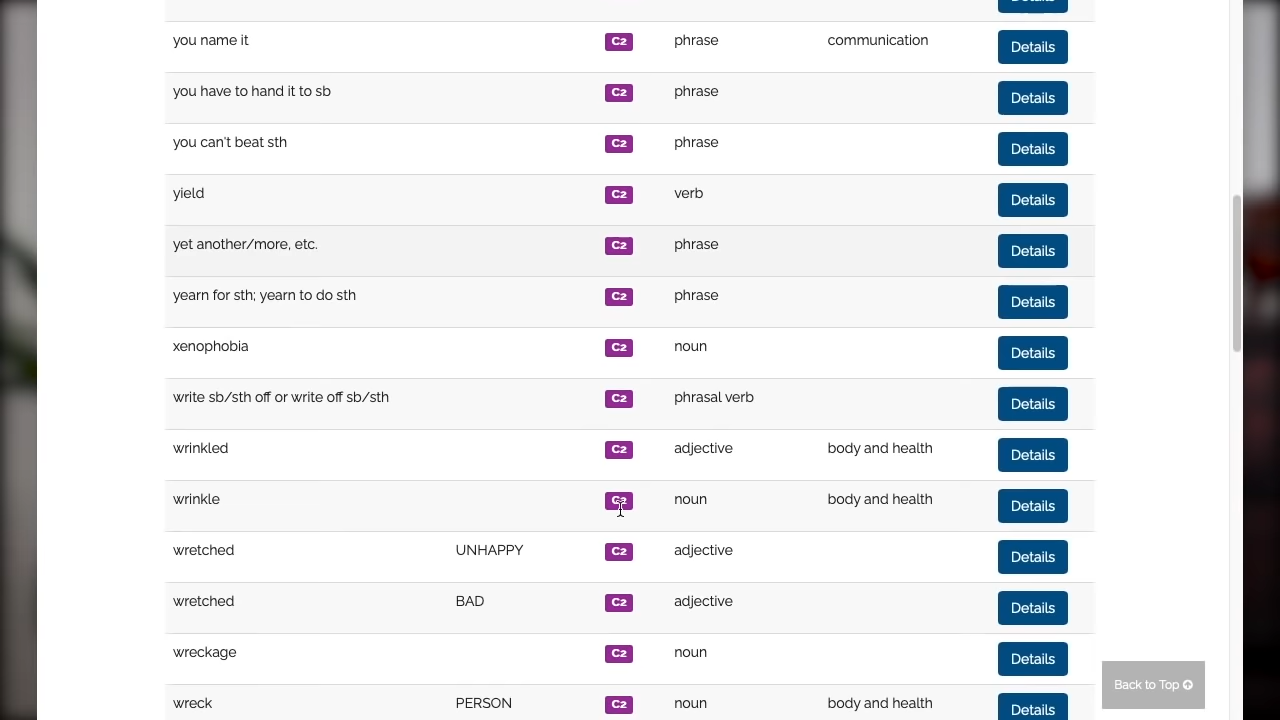 you name it C2 phrase communication Details
you have to hand it to sb C2 phrase Details
you can't beat sth C2 phrase Details
yield C2 verb Details
yet another/more, etc. C2 phrase Details
yearn for sth; yearn to do sth C2 phrase Details
xenophobia C2 noun Details
write sb/sth off or write off sb/sth C2 phrasal verb Details
wrinkled C2 adjective body and health Details
wrinkle C2 noun body and health Details
wretched UNHAPPY C2 adjective Details
wretched BAD C2 adjective Details
wreckage C2 noun Details
Back to Top
wreck PERSON C2 noun body and health Details